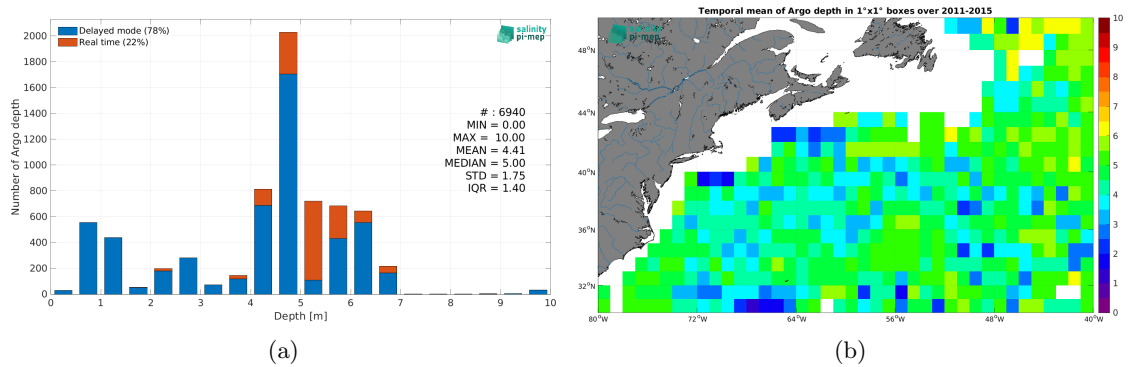 Delayed mode (78%)
Real time (22%)
salinity
pi-mep
# : 6940
MIN = 0.00
MAX = 10.00
MEAN = 4.41
MEDIAN = 5.00
STD = 1.75
IQR = 1.40
Number of Argo depth
2000
1800
1600
1400
1200
1000
800
600
400
200
0
0 1 2 3 4 5 6 7 8 9 10
Depth [m]
(a)
Temporal mean of Argo depth in 1°x1° boxes over 2011-2015
salinity
pi-mep
48°N
44°N
40°N
36°N
32°N
80°W 72°W 64°W 56°W 48°W 40°W
10
9
8
7
6
5
4
3
2
1
0
(b)